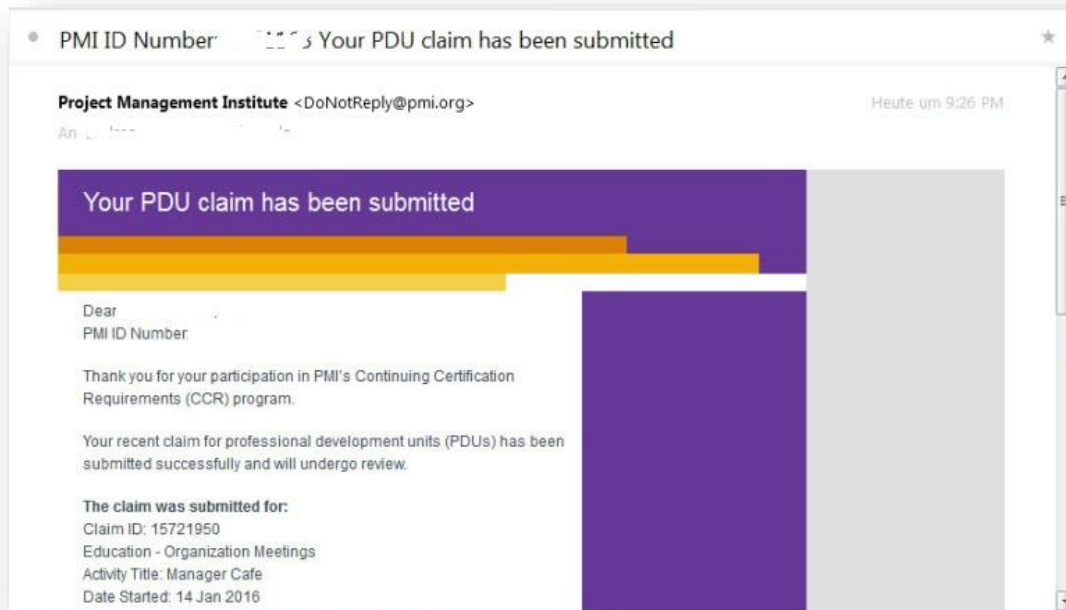 PMI ID Number Your PDU claim has been submitted
Project Management Institute <DoNotReply@pmi.org>
Heute um 9:26 PM
An
Your PDU claim has been submitted
Dear
PMI ID Number
Thank you for your participation in PMI's Continuing Certification
Requirements (CCR) program.
Your recent claim for professional development units (PDUs) has been
submitted successfully and will undergo review.
The claim was submitted for:
Claim ID: 15721950
Education - Organization Meetings
Activity Title: Manager Cafe
Date Started: 14 Jan 2016